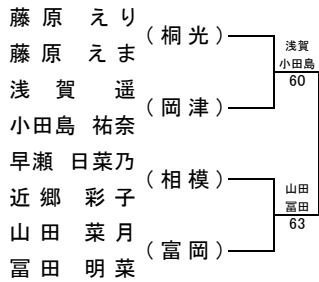 藤原 えり
藤原 えま
(桐光)
浅賀 遥
小田島 祐奈
(岡津)
早瀬 日菜乃
近郷 彩子
(相模)
山田 菜月
冨田 明菜
(富岡)
浅賀
小田島
60
山田
冨田
63